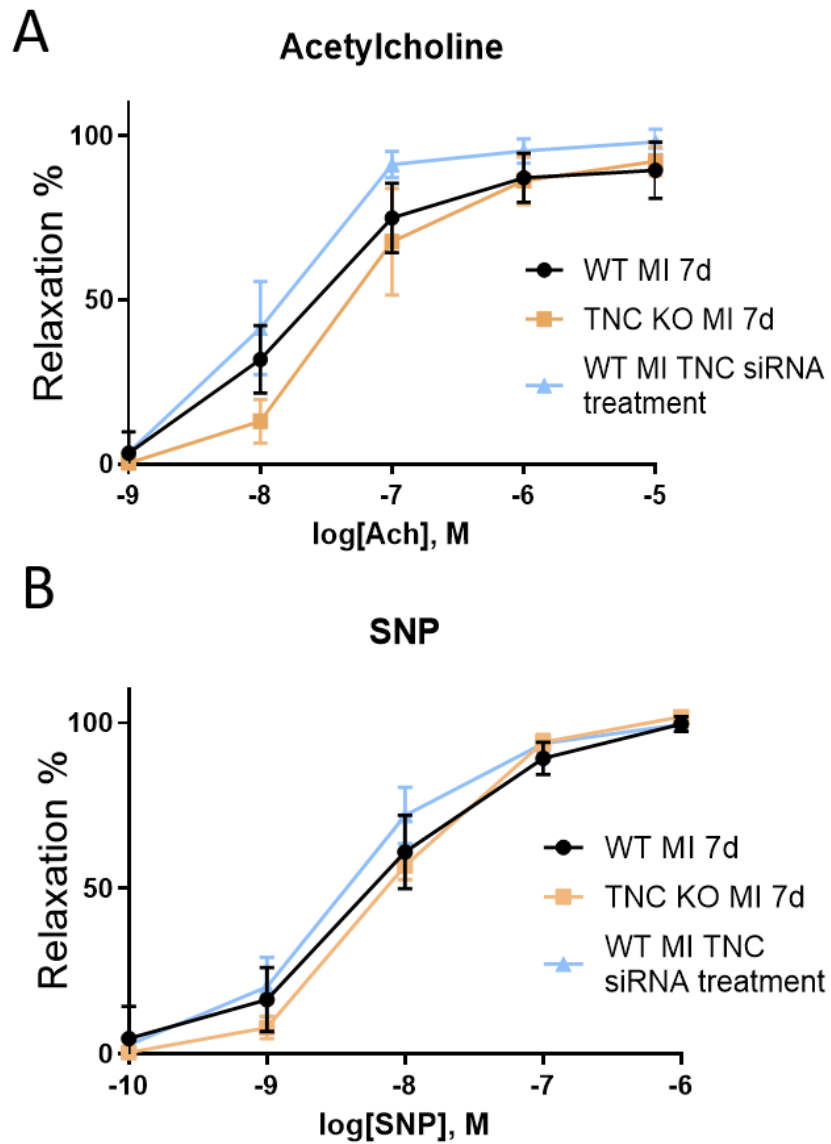 A
Acetylcholine
Relaxation %
100
50
0
-9 -8 -7 -6 -5
log[Ach], M
WT MI 7d
TNC KO MI 7d
WT MI TNC siRNA
treatment
B
SNP
Relaxation %
100
50
0
-10 -9 -8 -7 -6
log[SNP], M
WT MI 7d
TNC KO MI 7d
WT MI TNC
siRNA treatment